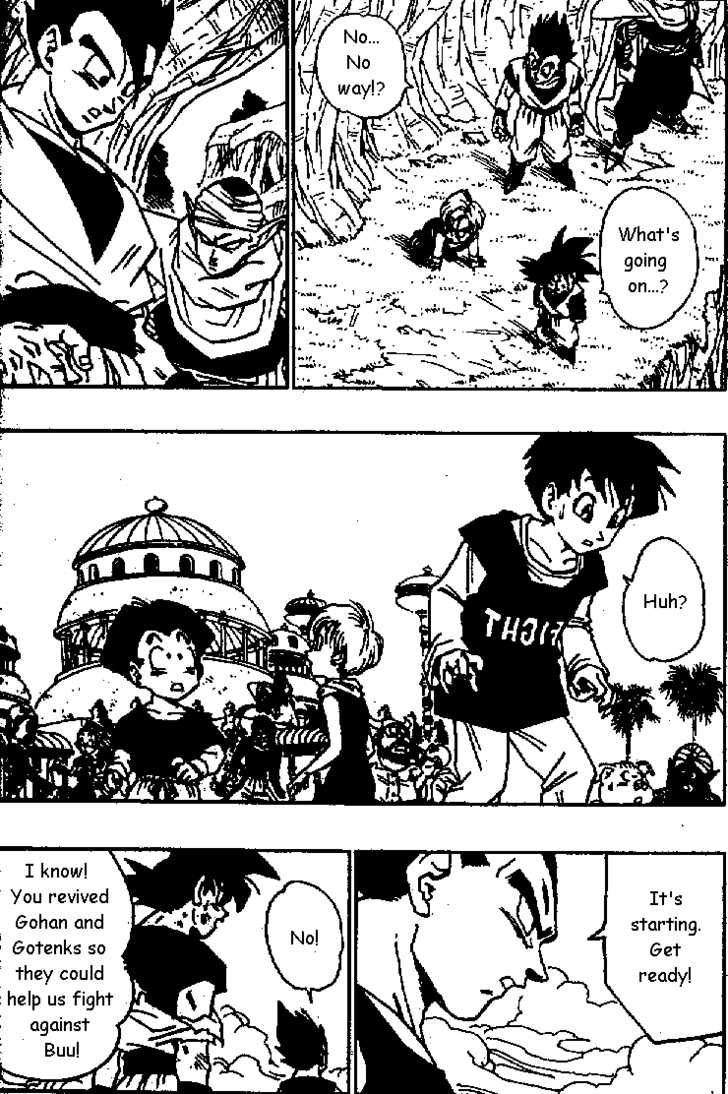 No...
No
way!?
What's
going
on...?
FIGHT
Huh?
I know!
You revived
Gohan and
Gotenks so
they could
help us fight
against
Buu!
No!
It's
starting.
Get
ready!